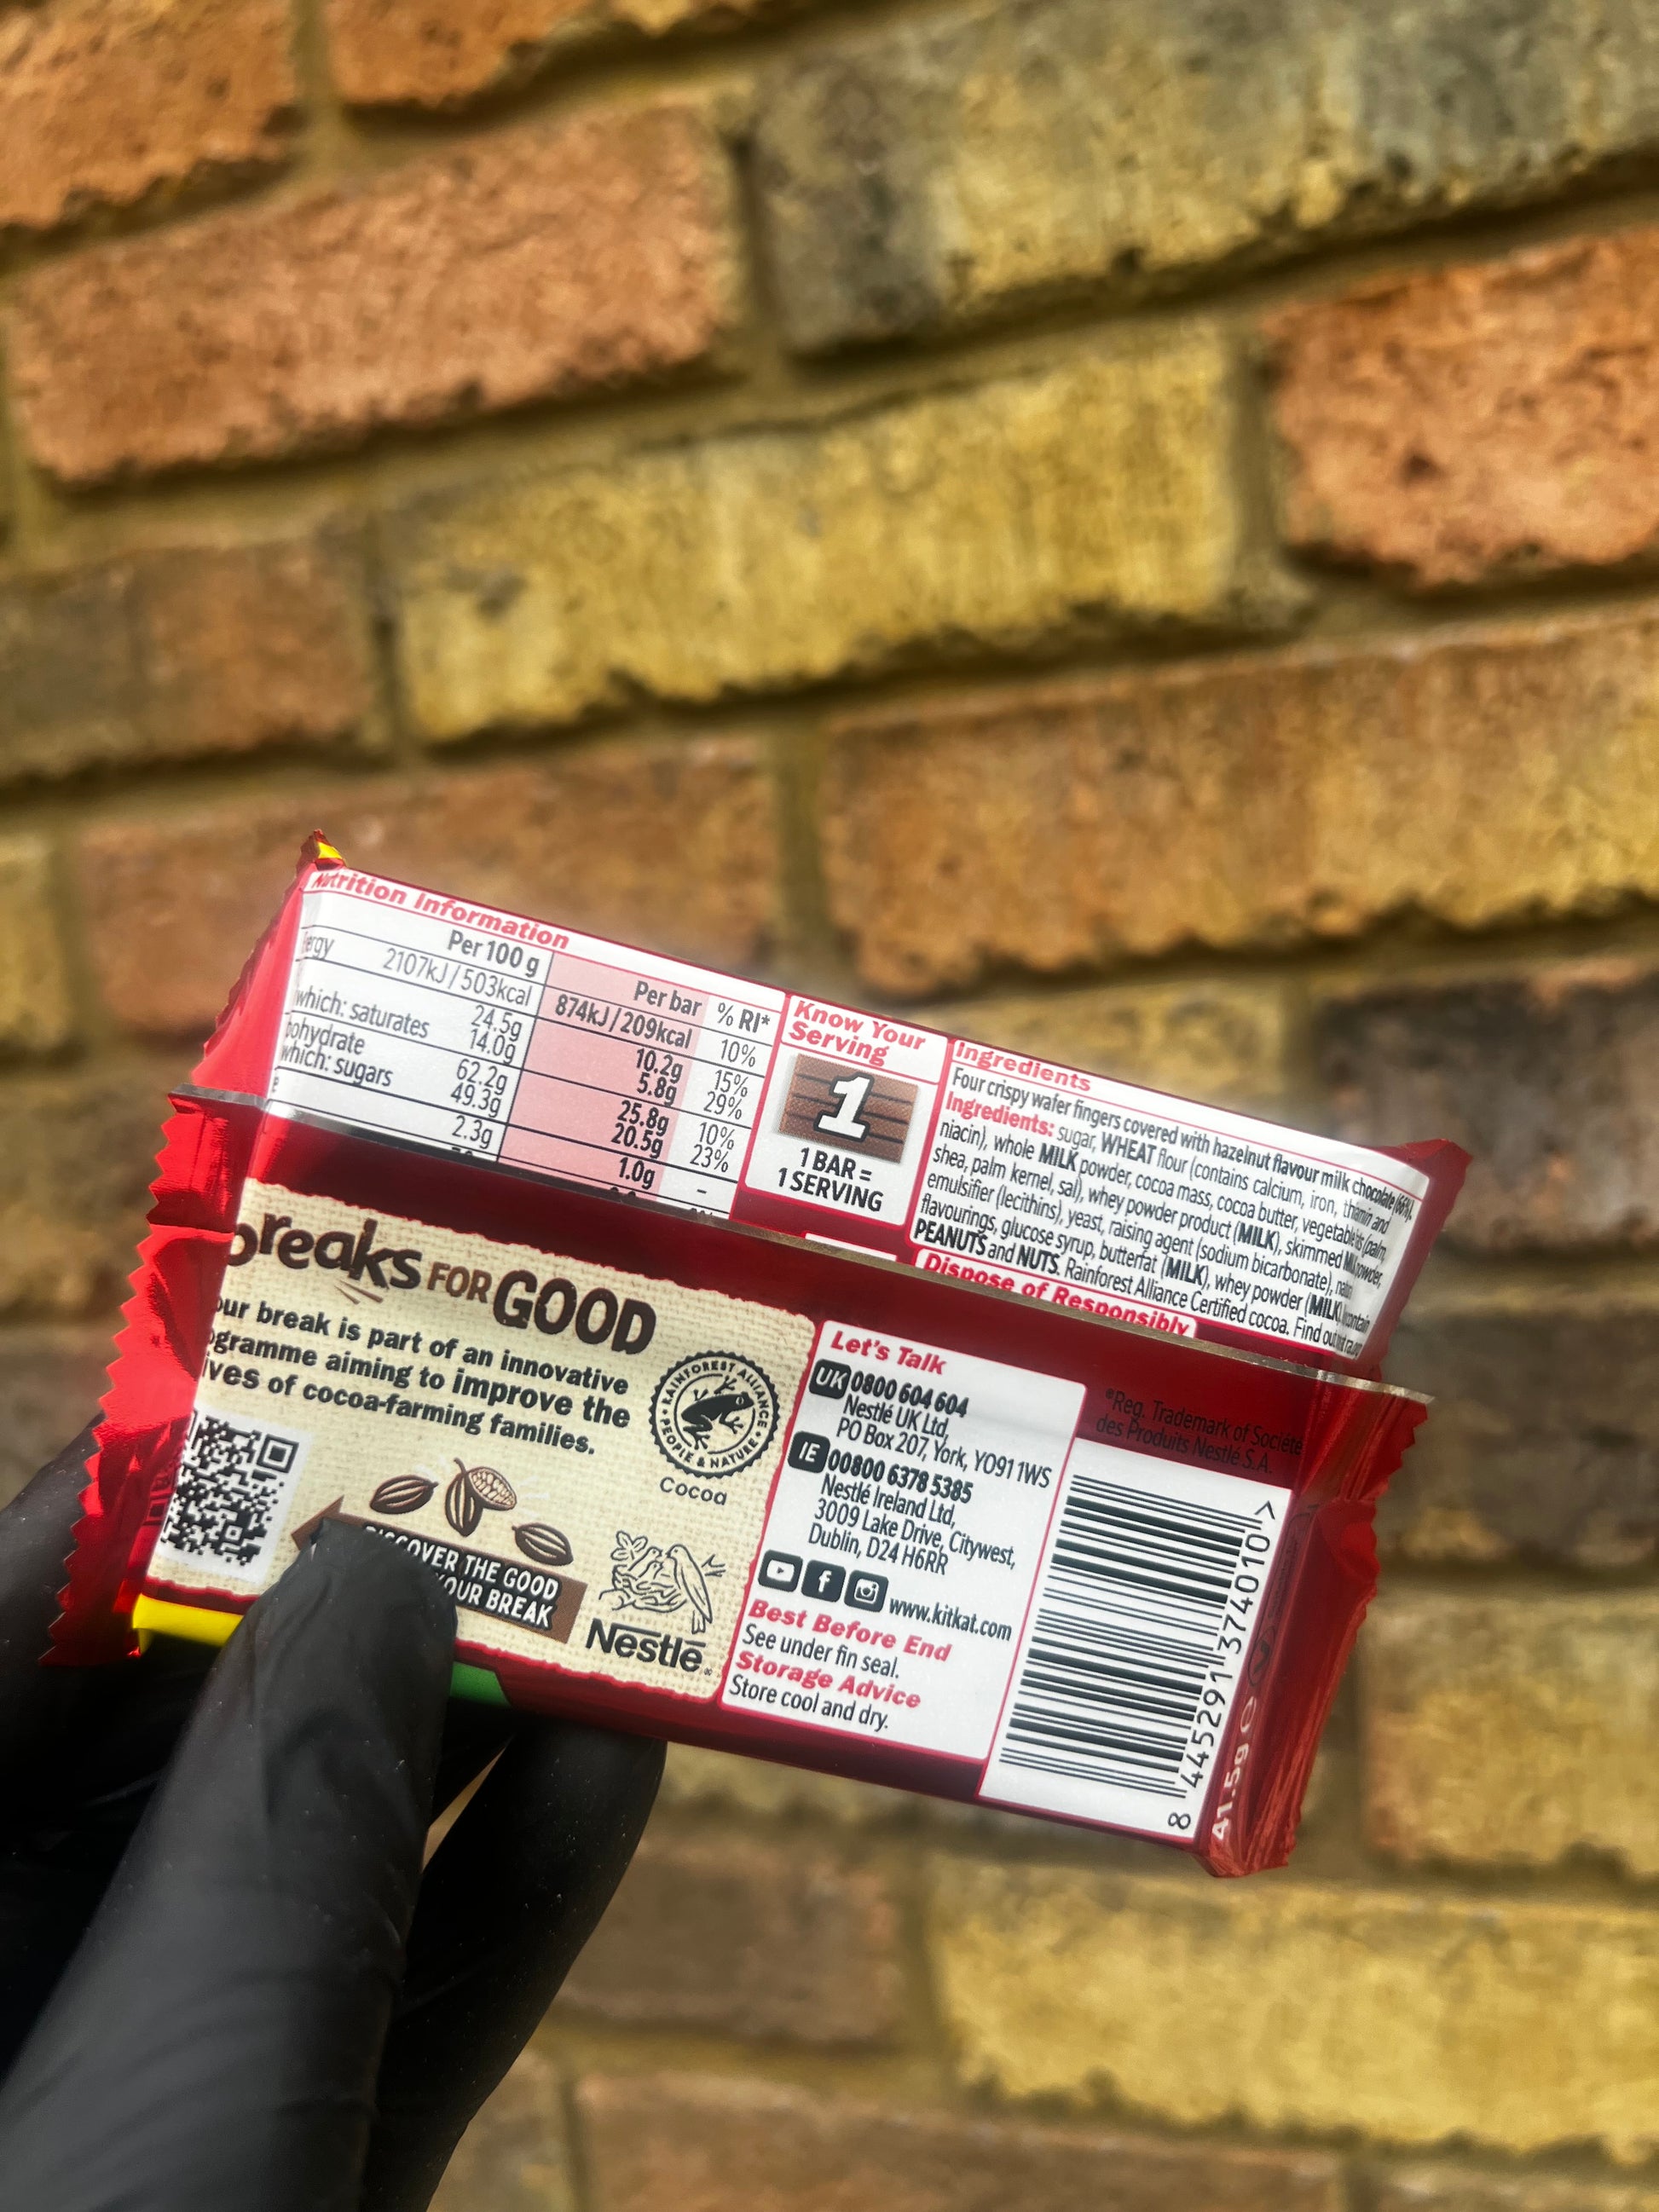 Nutrition Information
Per 100 g Per bar % RI*
ergy 2107kJ/503kcal 874kJ/209kcal 10%
24.5g 10.2g 15%
which: saturates 14.0g 5.8g 29%
bohydrate 62.2g 25.8g 10%
which: sugars 49.3g 20.5g 23%
2.3g 1.0g –
Know Your
Serving
1
1 BAR =
1 SERVING
Ingredients
Four crispy wafer fingers covered with hazelnut flavour milk chocolate (66%).
Ingredients: sugar, WHEAT flour (contains calcium, iron, thiamin and
niacin), whole MILK powder, cocoa mass, cocoa butter, vegetable fats (palm,
shea, palm kernel, sal), whey powder product (MILK), skimmed MILK powder,
emulsifier (lecithins), yeast, raising agent (sodium bicarbonate), natural
flavourings, glucose syrup, butterfat (MILK), whey powder (MILK). contain
PEANUTS and NUTS. Rainforest Alliance Certified cocoa. Find out
Dispose of Responsibly
breaks FOR GOOD
our break is part of an innovative
ogramme aiming to improve the
ives of cocoa-farming families.
RAINFOREST ALLIANCE
PEOPLE & NATURE
Cocoa
DISCOVER THE GOOD
YOUR BREAK
Nestlé®
Let's Talk
UK 0800 604 604
Nestlé UK Ltd,
PO Box 207, York, YO91 1WS
IE 00800 6378 5385
Nestlé Ireland Ltd,
3009 Lake Drive, Citywest,
Dublin, D24 H6RR
www.kitkat.com
Best Before End
See under fin seal.
Storage Advice
Store cool and dry.
®Reg. Trademark of Société
des Produits Nestlé S.A.
8 445291 374010 >
41.5g e